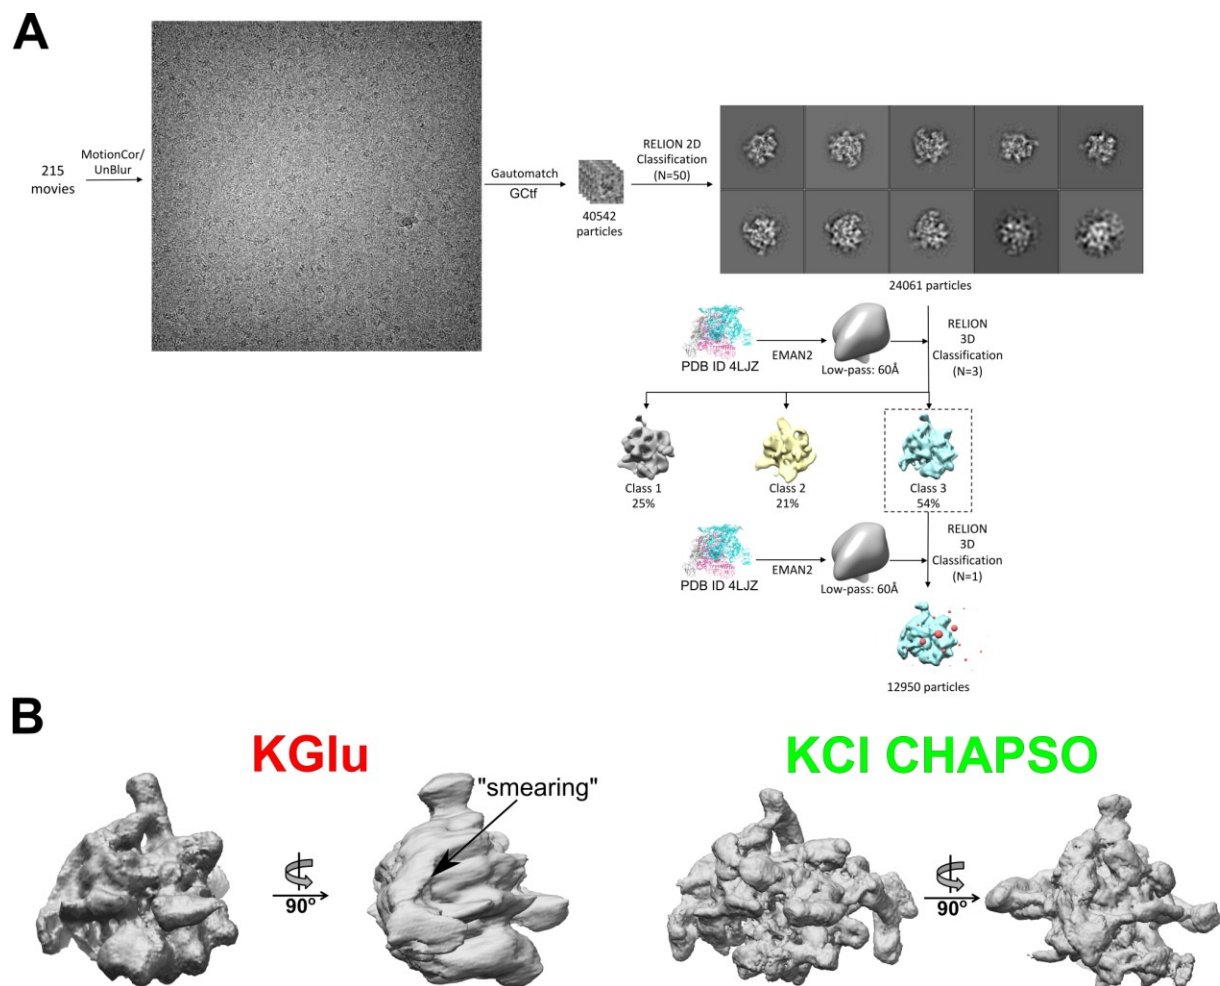 A
215
movies
MotionCor/
UnBlur
Gautomatch
GCtf
40542
particles
RELION 2D
Classification
(N=50)
24061 particles
PDB ID 4LJZ
EMAN2
Low-pass: 60Å
RELION
3D
Classification
(N=3)
Class 1
25%
Class 2
21%
Class 3
54%
PDB ID 4LJZ
EMAN2
Low-pass: 60Å
RELION
3D
Classification
(N=1)
12950 particles
B
KGlu
"smearing"
90º
KCl CHAPSO
90º